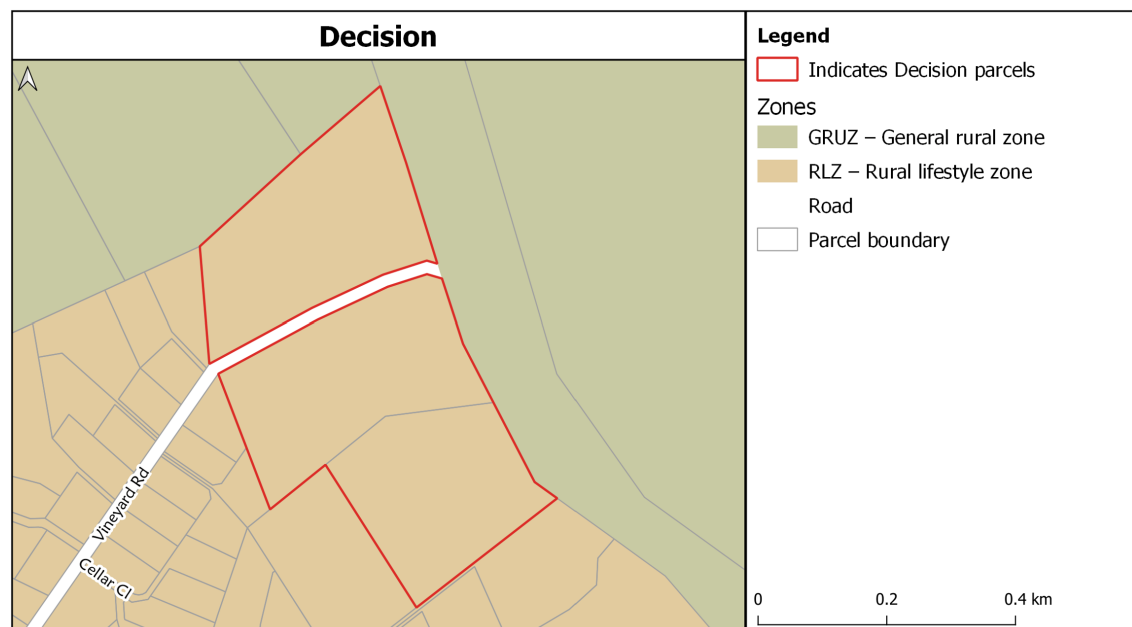 Decision
Vineyard Rd
Cellar Cl
Legend
Indicates Decision parcels
Zones
GRUZ – General rural zone
RLZ – Rural lifestyle zone
Road
Parcel boundary
0 0.2 0.4 km